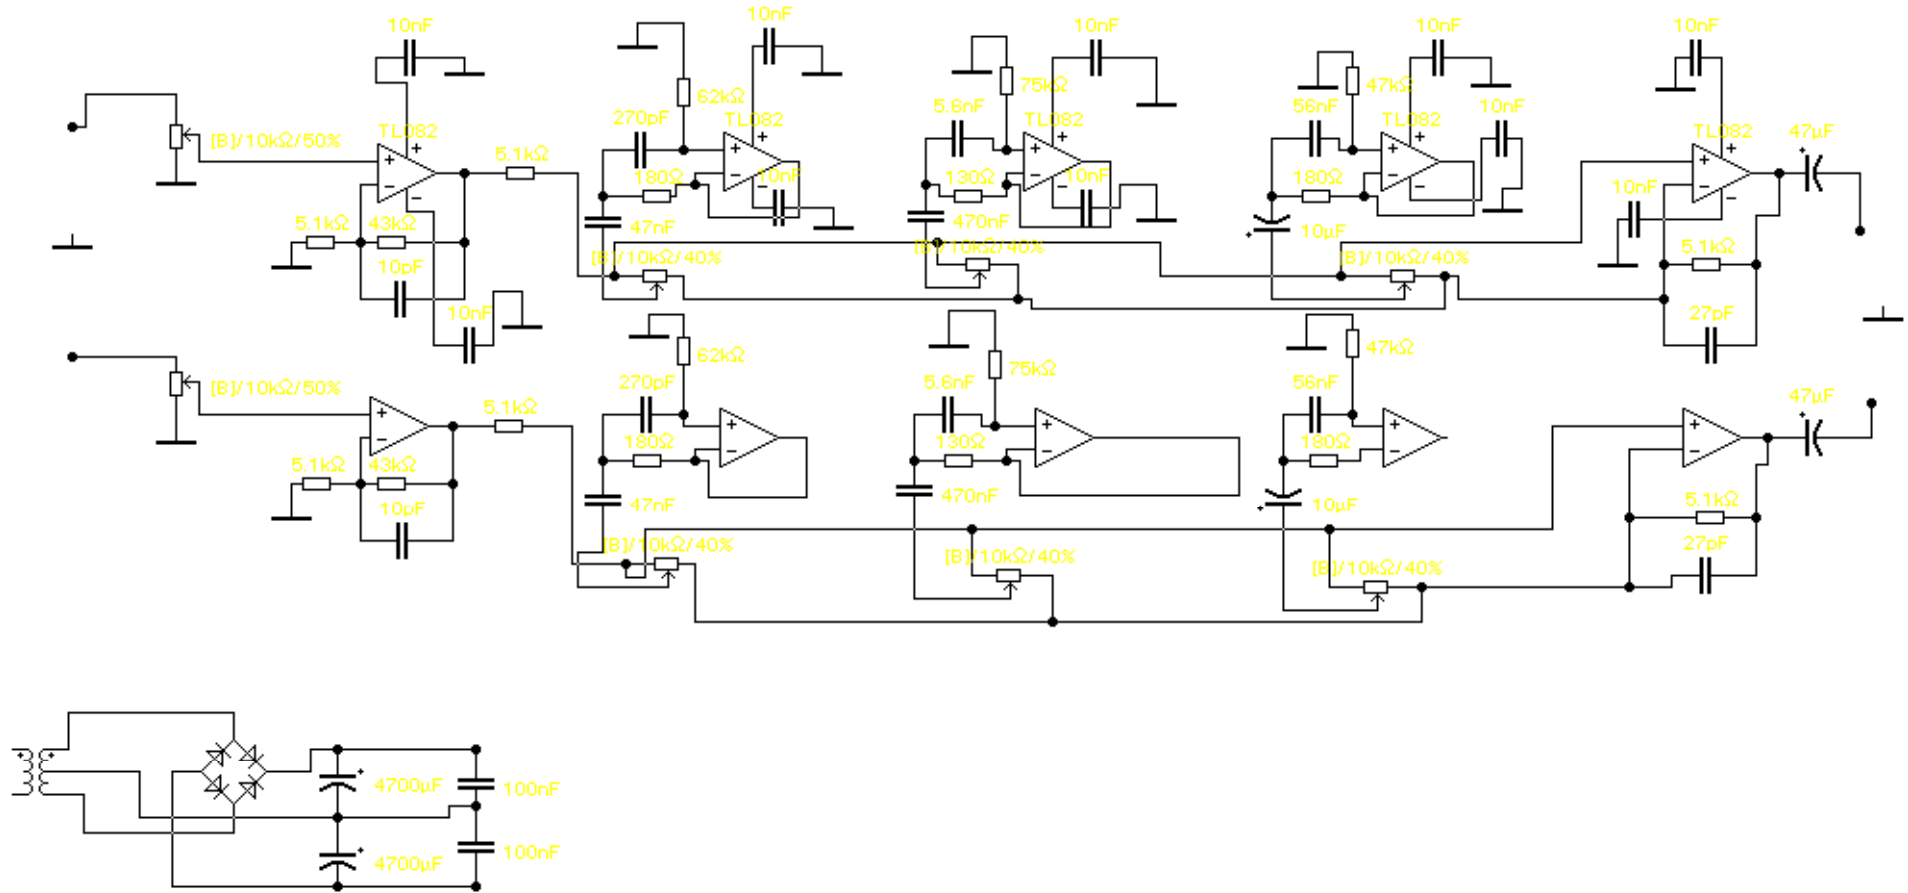 10nF
10nF
10nF
10nF
10nF
62kΩ
75kΩ
47kΩ
270pF
5.6nF
56nF
10nF
TL082
TL082
TL082
TL082
TL082
47µF
[B]/10kΩ/50%
5.1kΩ
180Ω
10nF
130Ω
10nF
180Ω
10nF
5.1kΩ
43kΩ
47nF
470nF
10µF
[B]/10kΩ/40%
[B]/10kΩ/40%
[B]/10kΩ/40%
5.1kΩ
10pF
10nF
27pF
62kΩ
75kΩ
47kΩ
[B]/10kΩ/50%
270pF
5.6nF
56nF
47µF
5.1kΩ
180Ω
130Ω
180Ω
5.1kΩ
43kΩ
47nF
470nF
10µF
5.1kΩ
10pF
[B]/10kΩ/40%
[B]/10kΩ/40%
[B]/10kΩ/40%
27pF
4700µF
100nF
4700µF
100nF